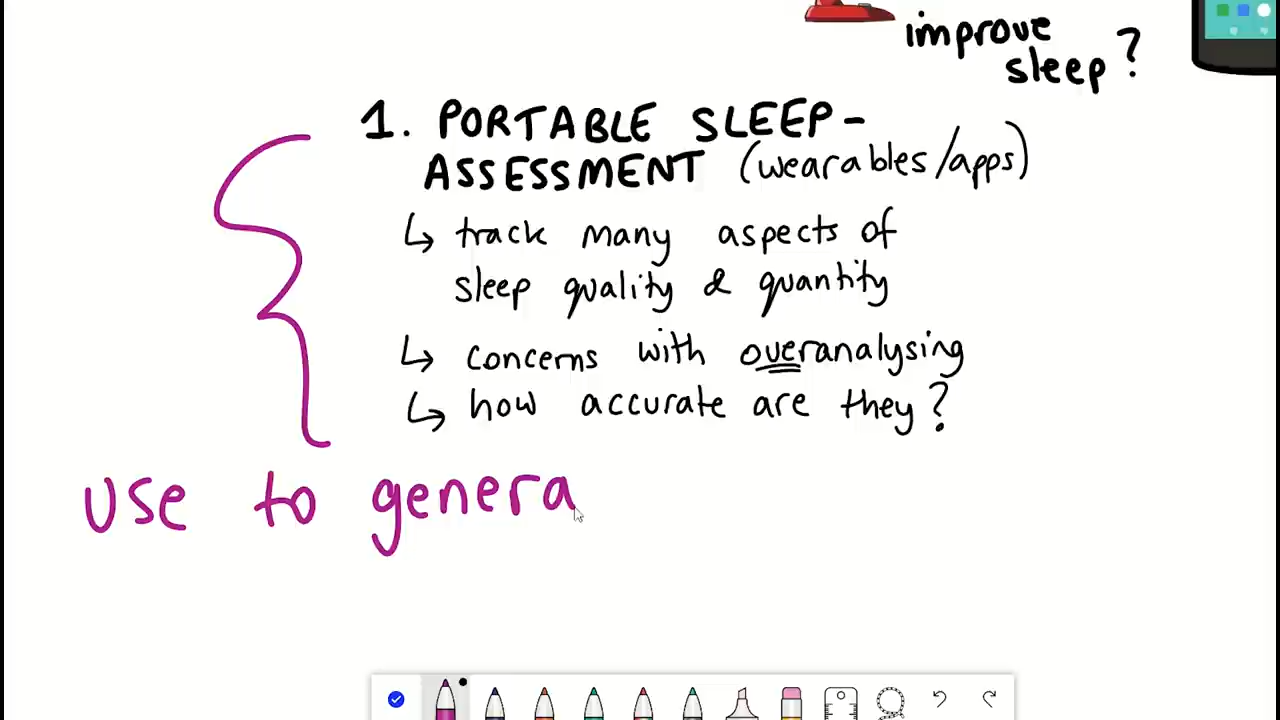 improve
sleep?
1. PORTABLE SLEEP-
ASSESSMENT (wearables/apps)
↳ track many aspects of
sleep quality & quantity
↳ concerns with overanalysing
↳ how accurate are they?
use to genera